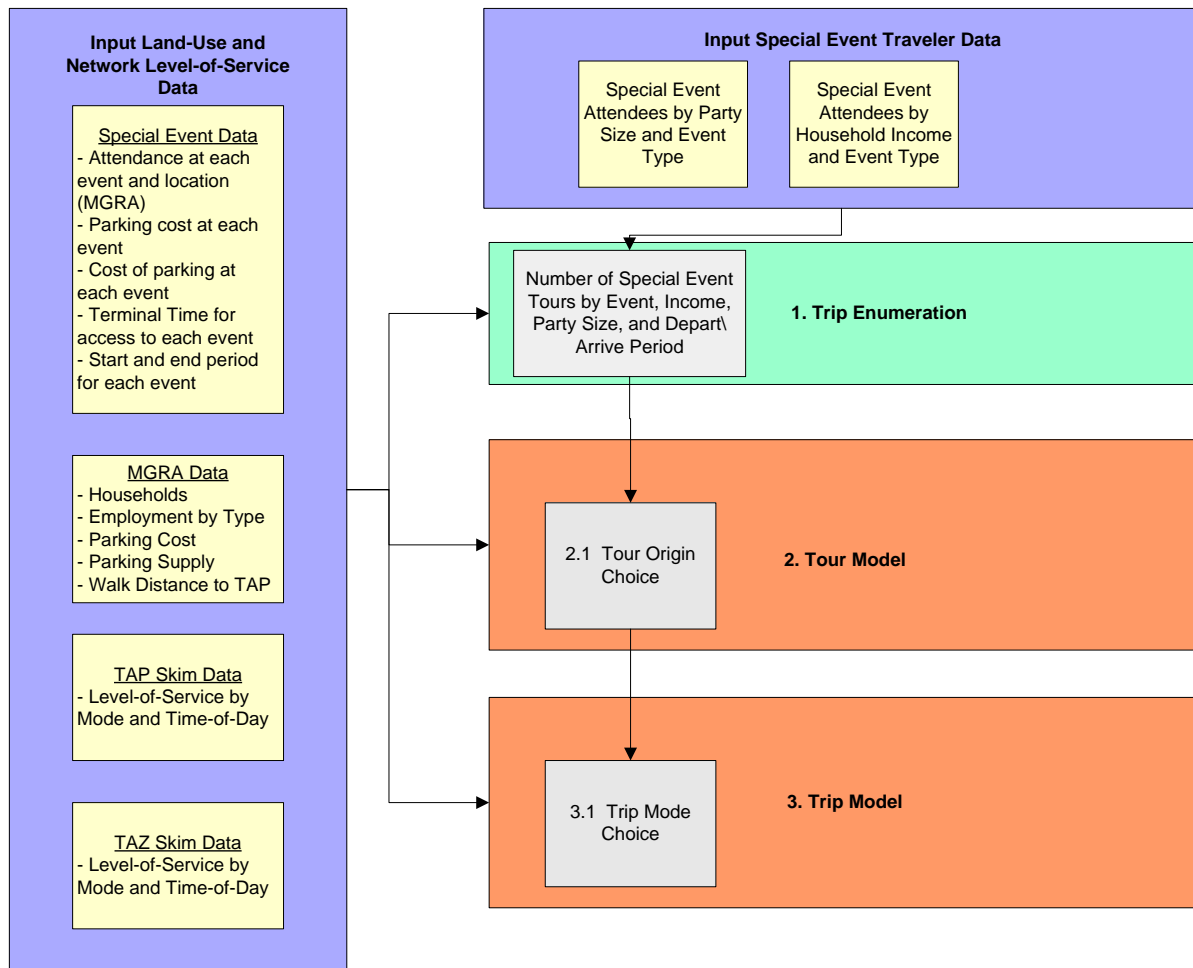 Input Land-Use and
Network Level-of-Service
Data
Special Event Data
- Attendance at each
event and location
(MGRA)
- Parking cost at each
event
- Cost of parking at
each event
- Terminal Time for
access to each event
- Start and end period
for each event
MGRA Data
- Households
- Employment by Type
- Parking Cost
- Parking Supply
- Walk Distance to TAP
TAP Skim Data
- Level-of-Service by
Mode and Time-of-Day
TAZ Skim Data
- Level-of-Service by
Mode and Time-of-Day
Input Special Event Traveler Data
Special Event
Attendees by Party
Size and Event
Type
Special Event
Attendees by
Household Income
and Event Type
Number of Special Event
Tours by Event, Income,
Party Size, and Depart\
Arrive Period
1. Trip Enumeration
2.1 Tour Origin
Choice
2. Tour Model
3.1 Trip Mode
Choice
3. Trip Model